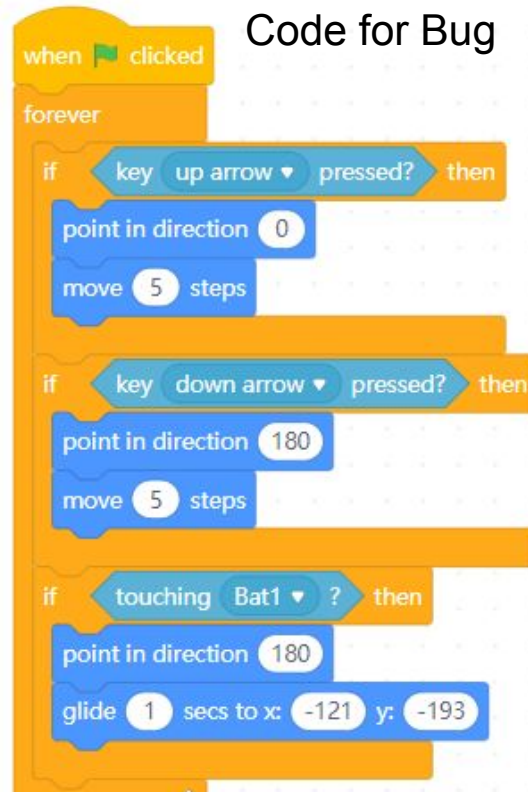 Code for Bug
when clicked
forever
if key up arrow pressed? then
point in direction 0
move 5 steps
if key down arrow pressed? then
point in direction 180
move 5 steps
if touching Bat1 ? then
point in direction 180
glide 1 secs to x: -121 y: -193